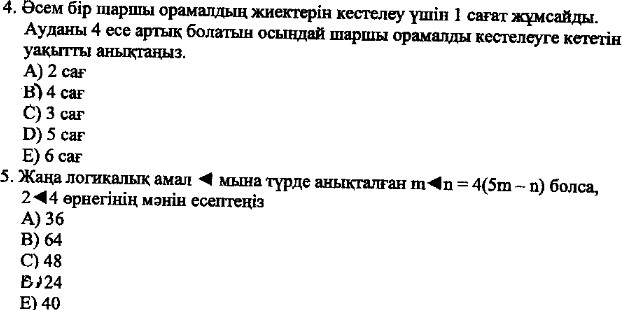 4. Әсем бір шаршы орамалдың жиектерін кестелеу үшін 1 сағат жұмсайды.
Ауданы 4 есе артық болатын осындай шаршы орамалды кестелеуге кететін
уақытты анықтаңыз.
A) 2 сағ
B) 4 сағ
C) 3 сағ
D) 5 сағ
E) 6 сағ
5. Жаңа логикалық амал ◄ мына түрде анықталған m◄n = 4(5m – n) болса,
2◄4 өрнегінің мәнін есептеңіз
A) 36
B) 64
C) 48
24
E) 40